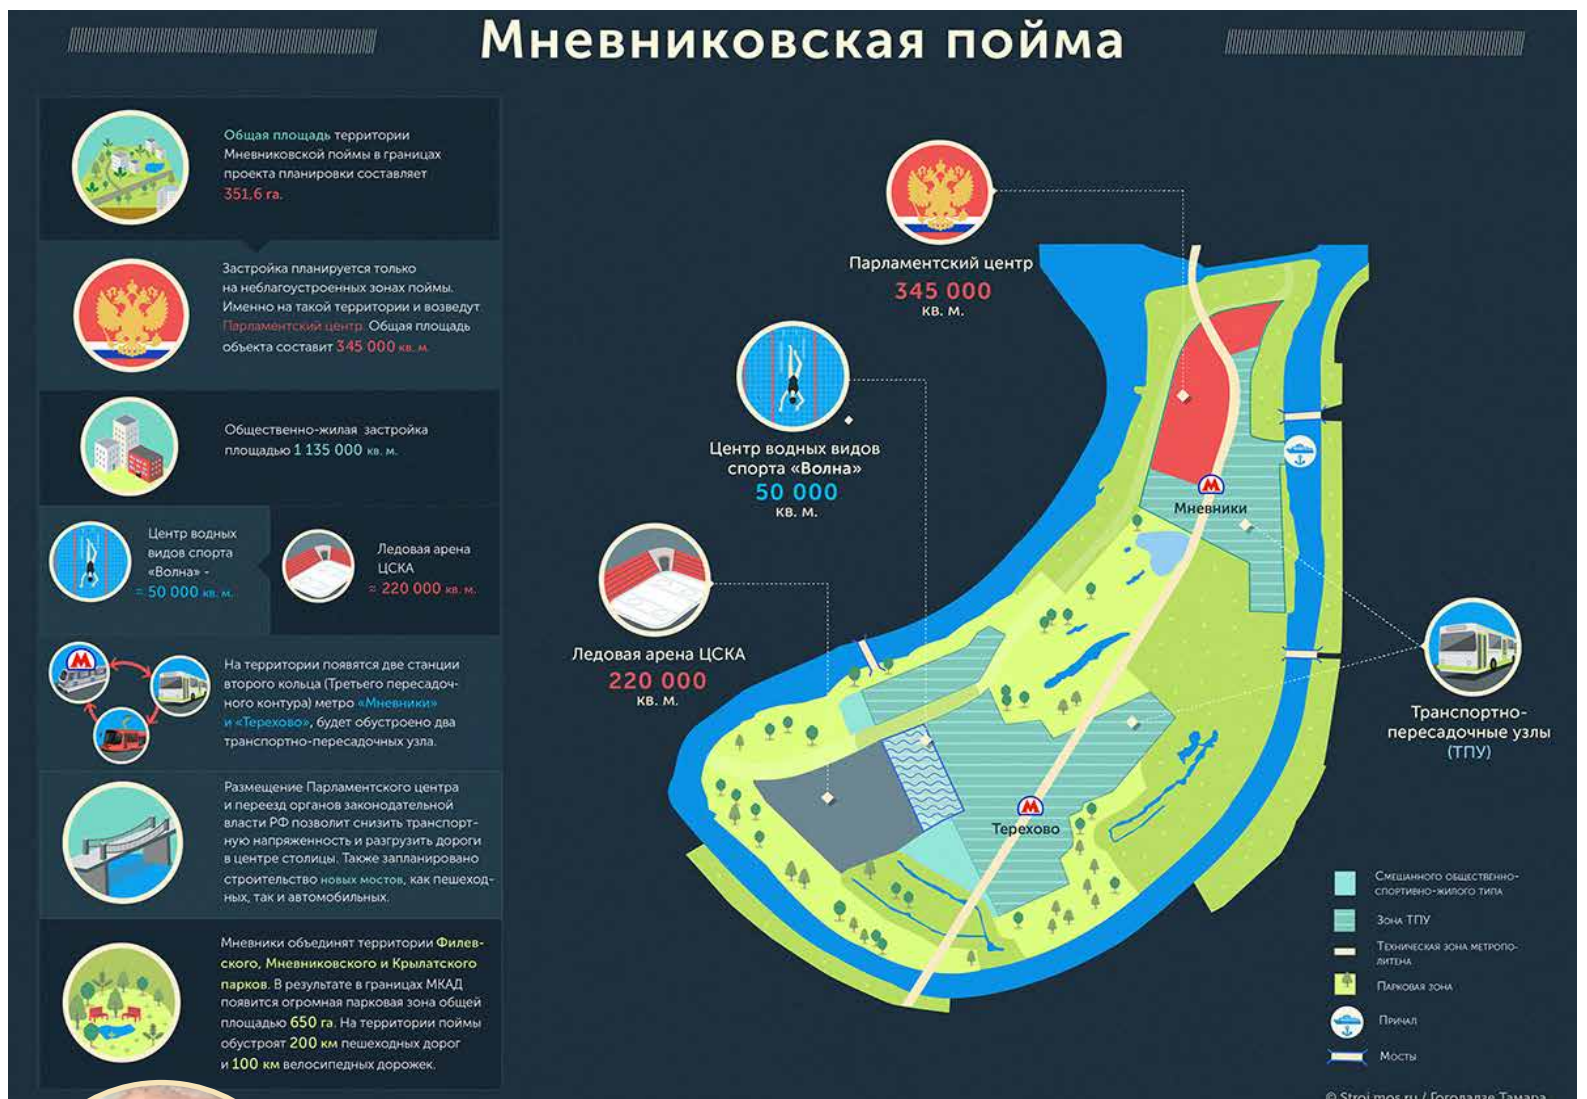 Мневниковская пойма
Общая площадь территории
Мневниковской поймы в границах
проекта планировки составляет
351,6 га.
Застройка планируется только
на неблагоустроенных зонах поймы.
Именно на такой территории и возведут
Парламентский центр. Общая площадь
объекта составит 345 000 кв. м.
Общественно-жилая застройка
площадью 1 135 000 кв. м.
Центр водных
видов спорта
«Волна» -
≈ 50 000 кв. м.
Ледовая арена
ЦСКА
≈ 220 000 кв. м.
На территории появятся две станции
второго кольца (Третьего пересадоч-
ного контура) метро «Мневники»
и «Терехово», будет обустроено два
транспортно-пересадочных узла.
Размещение Парламентского центра
и переезд органов законодательной
власти РФ позволит снизить транспорт-
ную напряженность и разгрузить дороги
в центре столицы. Также запланировано
строительство новых мостов, как пешеход-
ных, так и автомобильных.
Мневники объединят территории Филев-
ского, Мневниковского и Крылатского
парков. В результате в границах МКАД
появится огромная парковая зона общей
площадью 650 га. На территории поймы
обустроят 200 км пешеходных дорог
и 100 км велосипедных дорожек.
Парламентский центр
345 000
кв. м.
Центр водных видов
спорта «Волна»
50 000
кв. м.
Ледовая арена ЦСКА
220 000
кв. м.
М
Мневники
М
Терехово
Транспортно-
пересадочные узлы
(ТПУ)
Смешанного общественно-
спортивно-жилого типа
Зона ТПУ
Техническая зона метропо-
литена
Парковая зона
Причал
Мосты
© Stroi.mos.ru / Гоголадзе Тамара